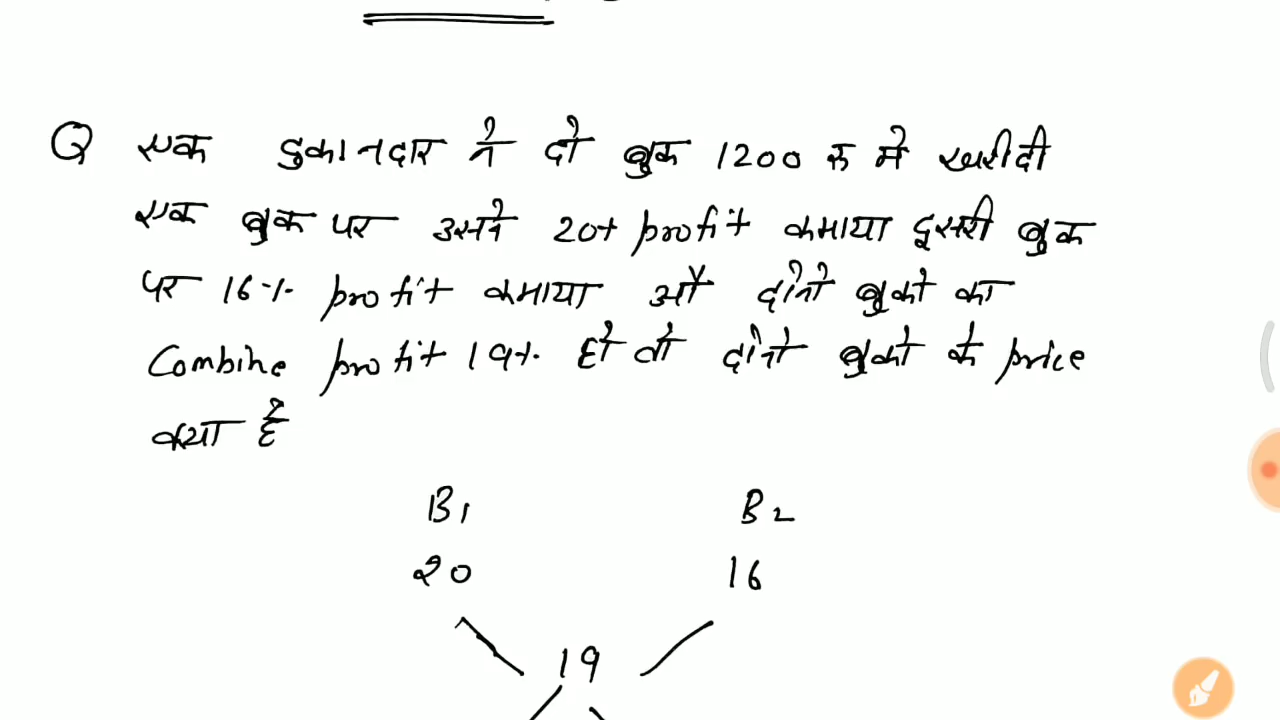 Q एक दुकानदार ने दो बुक 1200 रु मे खरीदी
एक बुक पर उसने 20% profit कमाया दूसरी बुक
पर 16% profit कमाया और दोनो बुको का
Combine profit 19% हो तो दोनो बुको के price
क्या है
B1 B2
20 16
19